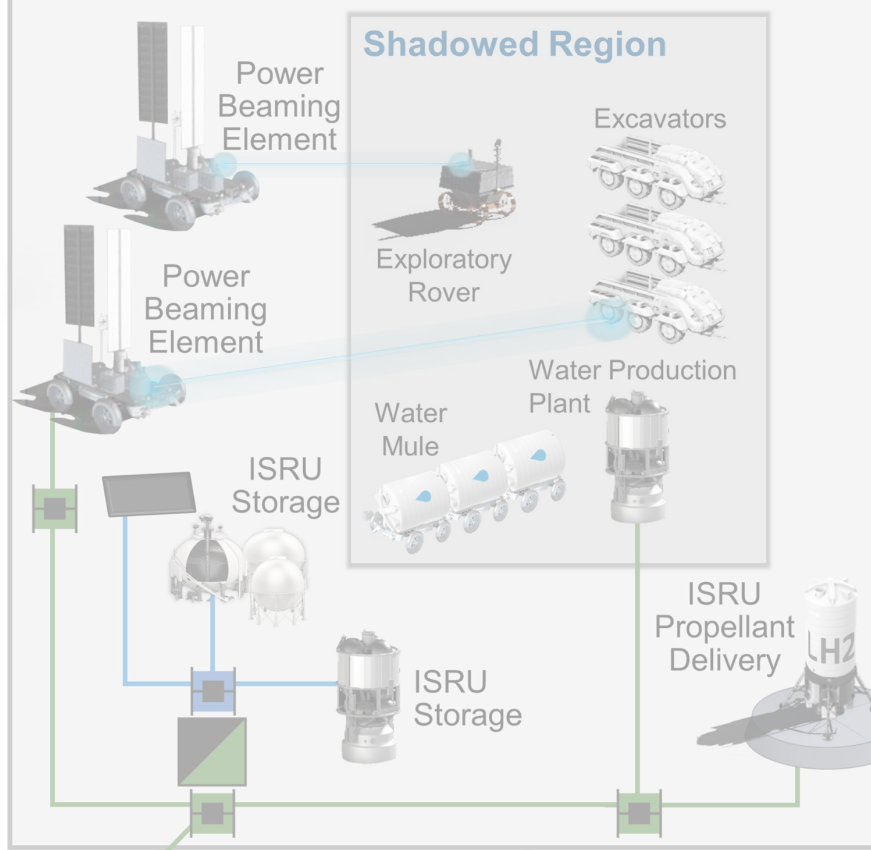 Shadowed Region
Power
Beaming
Element
Excavators
Exploratory
Rover
Power
Beaming
Element
Water Production
Plant
Water
Mule
ISRU
Storage
ISRU
Propellant
Delivery
LH2
ISRU
Storage